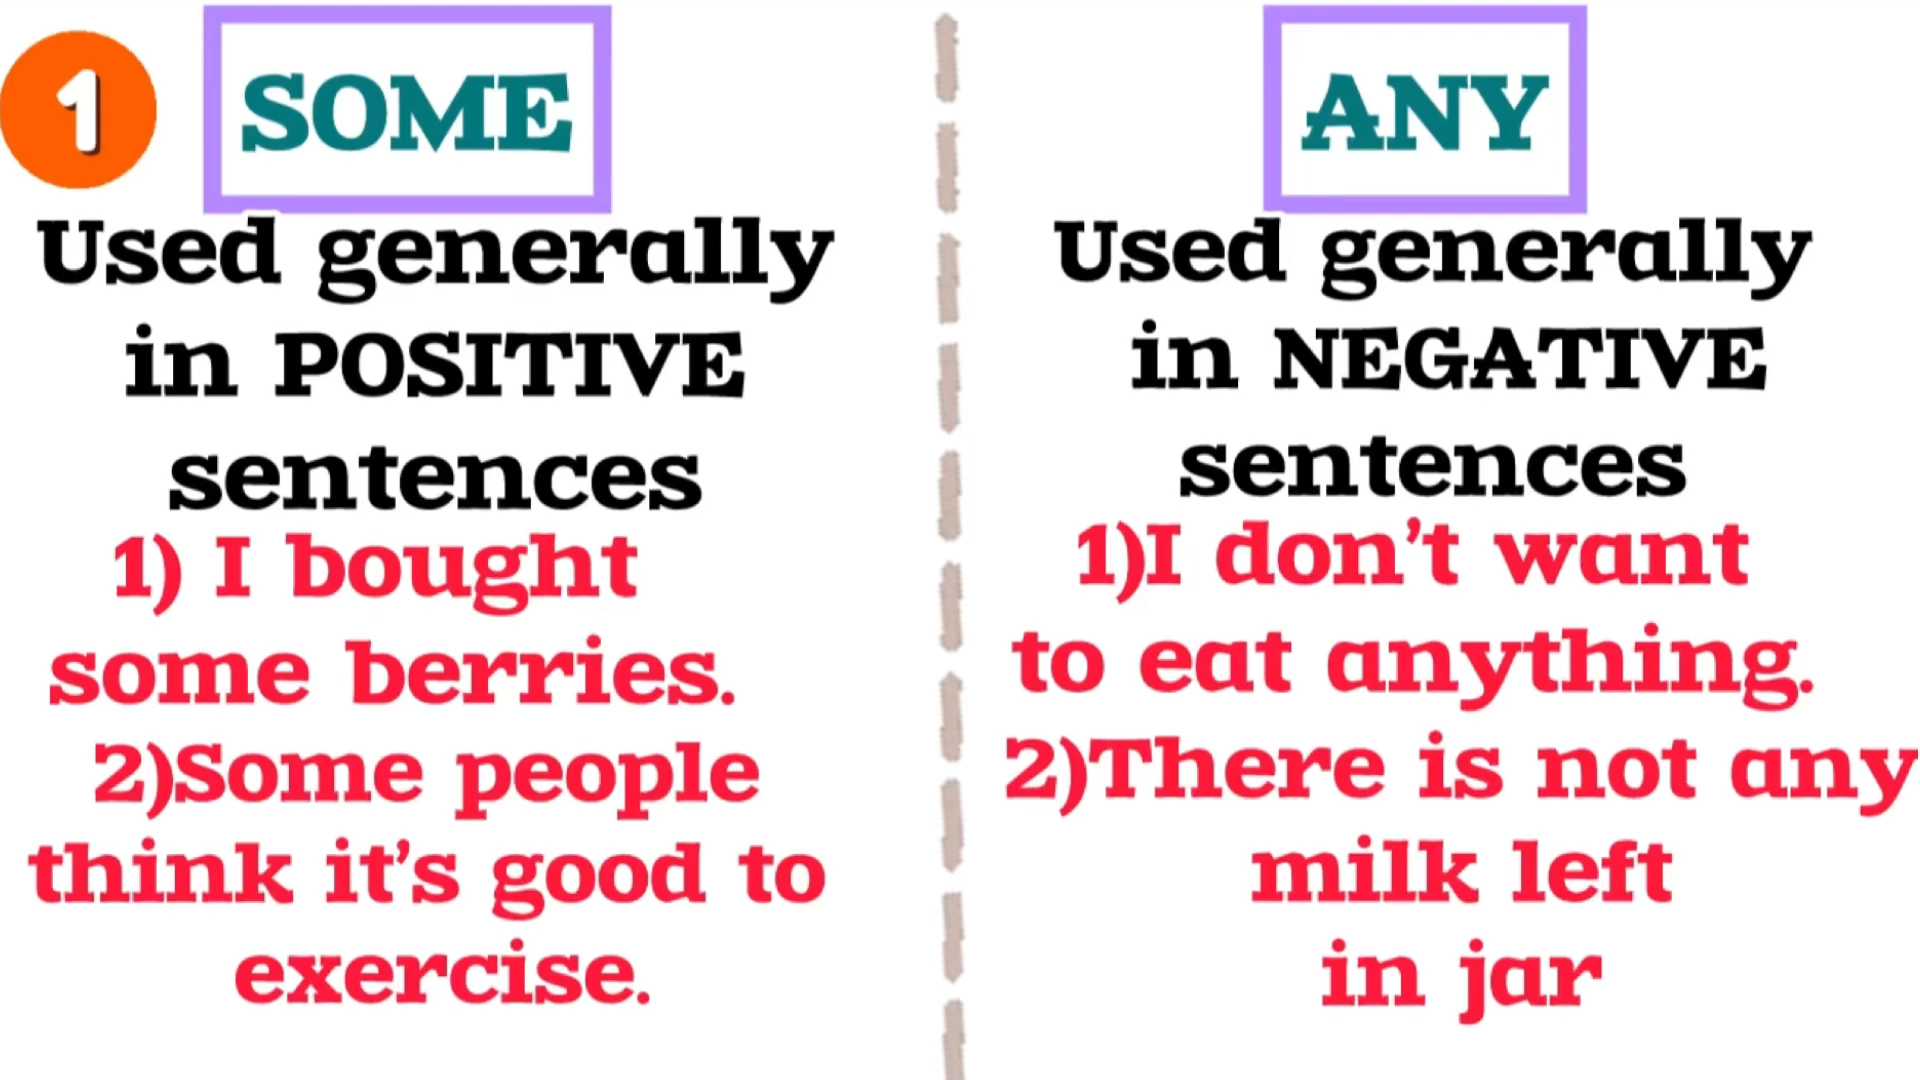 1
SOME
Used generally
in POSITIVE
sentences
1) I bought
some berries.
2)Some people
think it's good to
exercise.
ANY
Used generally
in NEGATIVE
sentences
1)I don't want
to eat anything.
2)There is not any
milk left
in jar